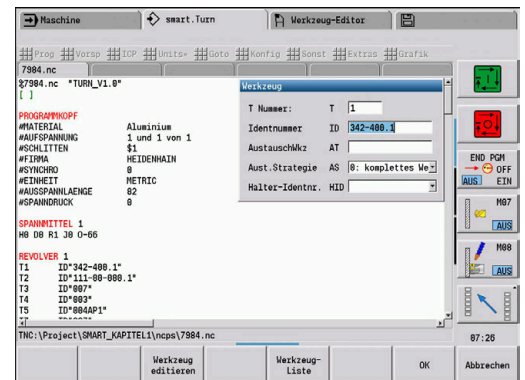 Maschine
smart.Turn
Werkzeug-Editor
Prog Vorsp ICP Units» Goto Konfig Sonst Extras Grafik
7984.nc
%7984.nc "TURN_V1.0"
[ ]
PROGRAMMKOPF
#MATERIAL Aluminium
#AUFSPANNUNG 1 und 1 von 1
#SCHLITTEN $1
#FIRMA HEIDENHAIN
#SYNCHRO 0
#EINHEIT METRIC
#AUSSPANNLAENGE 82
#SPANNDRUCK 0
SPANNMITTEL 1
H0 D0 R1 J0 O-66
REVOLVER 1
T1 ID"342-400.1"
T2 ID"111-80-080.1"
T3 ID"007"
T4 ID"003"
T5 ID"804AP1"
Werkzeug
T Nummer: T 1
Identnummer ID 342-400.1
AustauschWkz AT
Aust.Strategie AS 0: komplettes We
Halter-Identnr. HID
END PGM
OFF
AUS EIN
M07
AUS
M08
AUS
TNC:\Project\SMART_KAPITEL1\ncps\7984.nc
07:26
Werkzeug
editieren
Werkzeug-
Liste
OK
Abbrechen